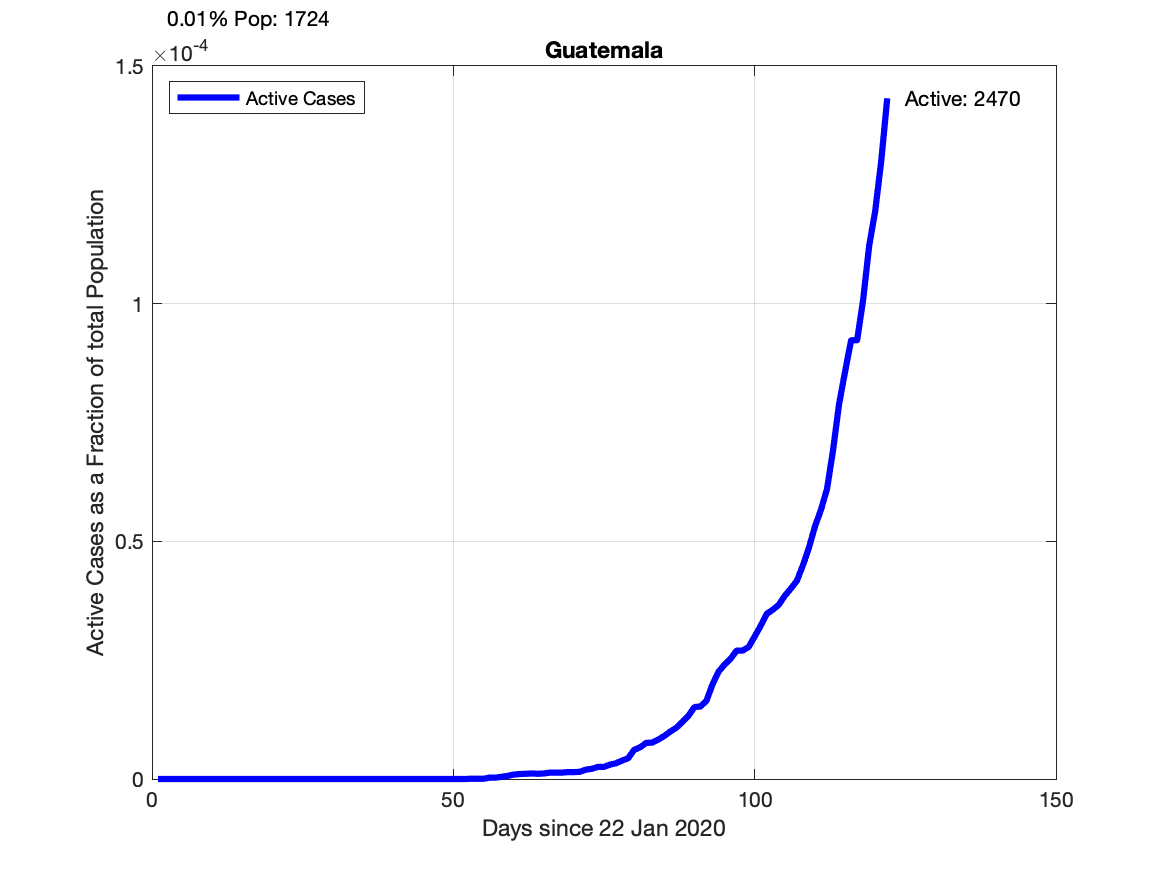 0.01% Pop: 1724
×10⁻⁴
Guatemala
1.5
Active Cases
Active: 2470
1
0.5
0
Active Cases as a Fraction of total Population
0 50 100 150
Days since 22 Jan 2020